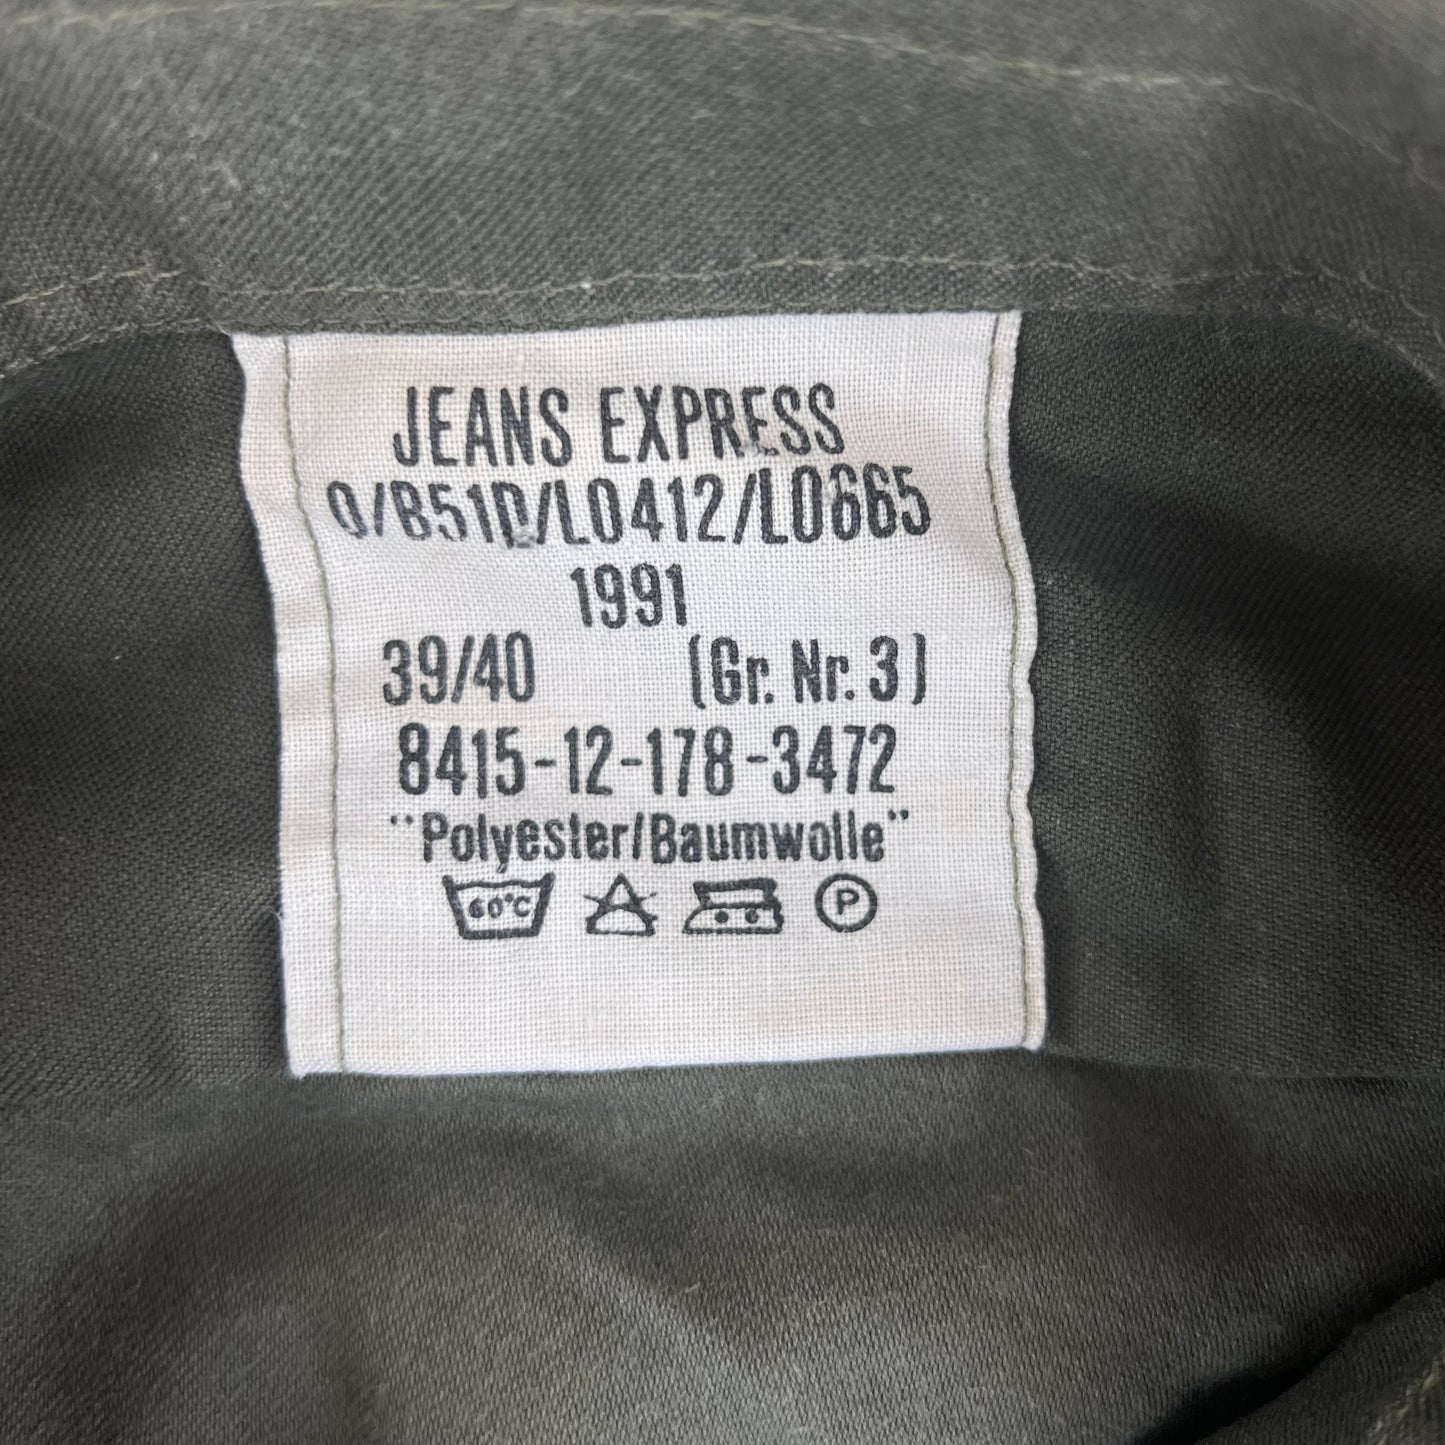 JEANS EXPRESS
0/B51D/L0412/L0665
1991
39/40 (Gr. Nr. 3)
8415-12-178-3472
"Polyester/Baumwolle"
60°C A P